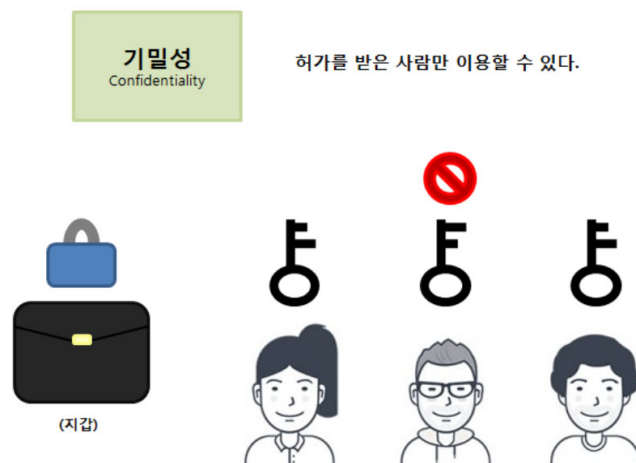 기밀성
Confidentiality
허가를 받은 사람만 이용할 수 있다.
(지갑)